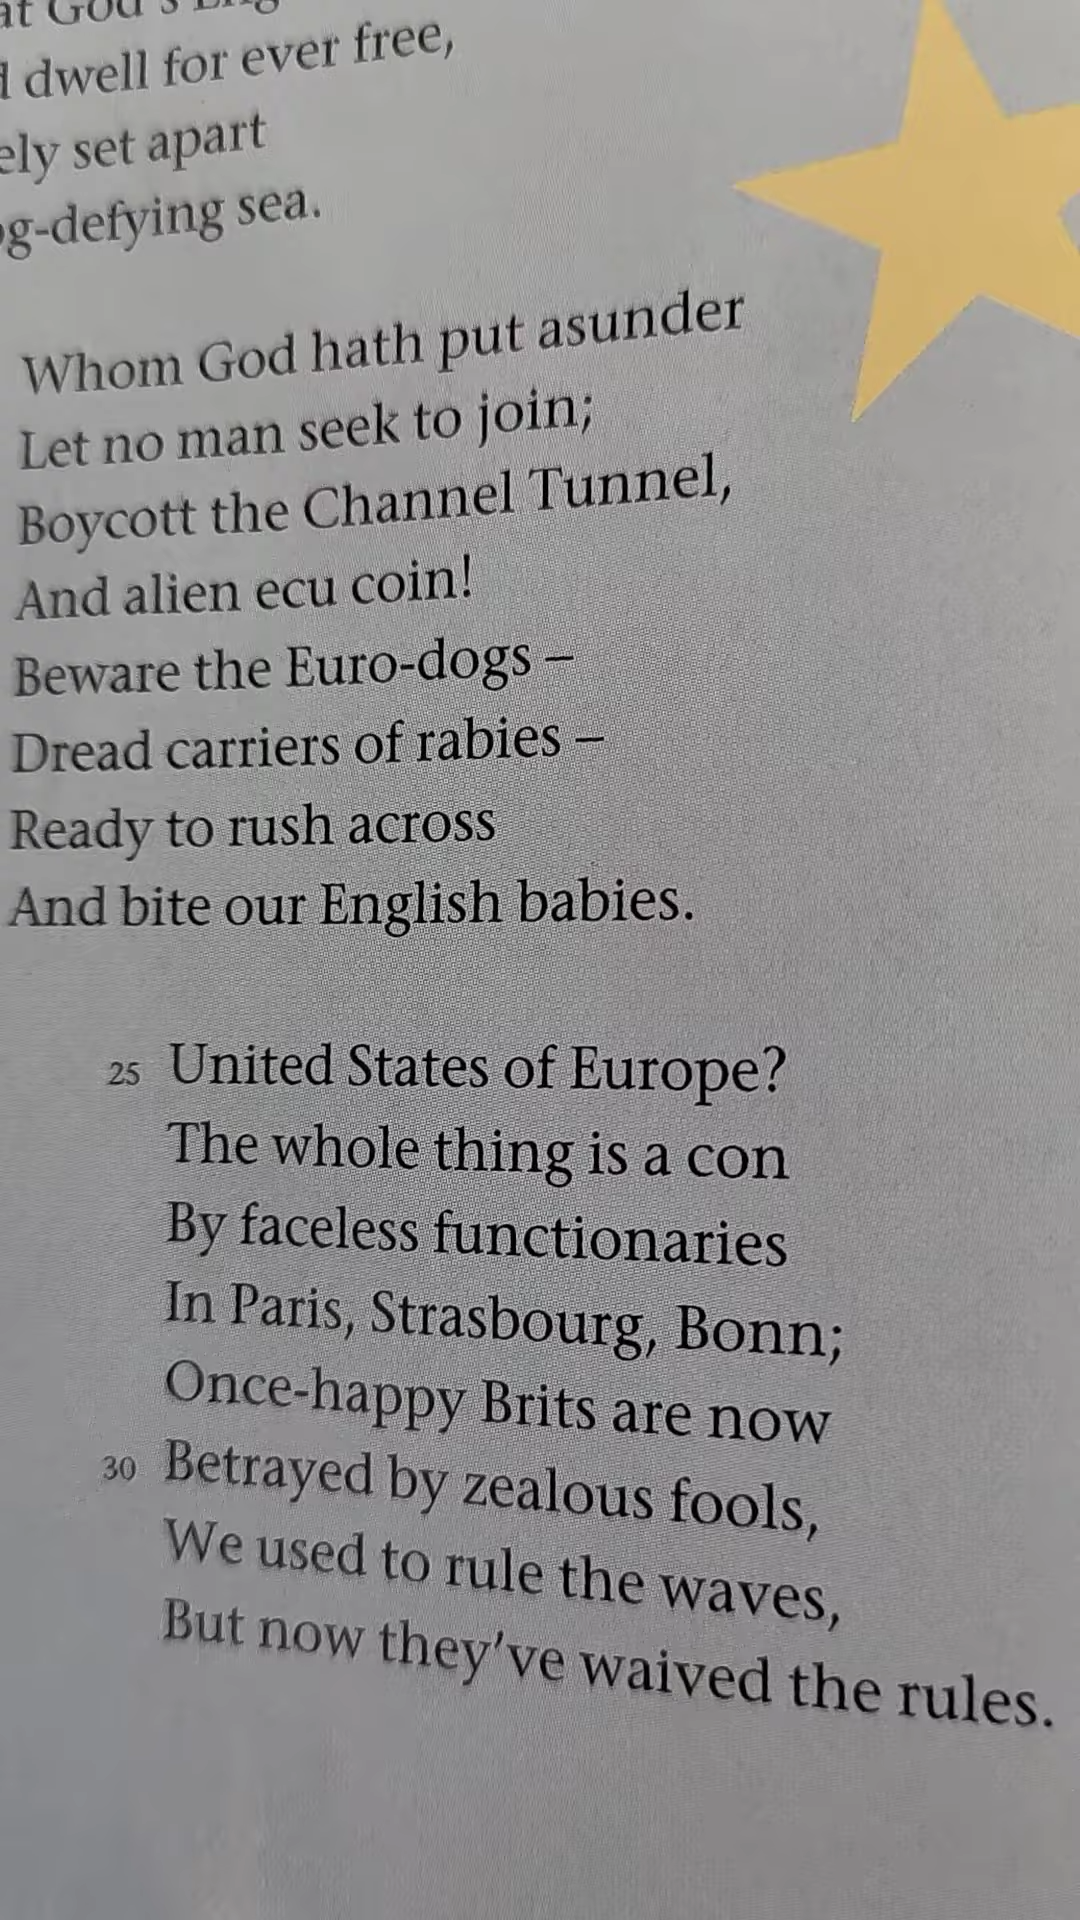 dwell for ever free,
set apart
-defying sea.
Whom God hath put asunder
Let no man seek to join;
Boycott the Channel Tunnel,
And alien ecu coin!
Beware the Euro-dogs –
Dread carriers of rabies –
Ready to rush across
And bite our English babies.
25 United States of Europe?
The whole thing is a con
By faceless functionaries
In Paris, Strasbourg, Bonn;
Once-happy Brits are now
30 Betrayed by zealous fools,
We used to rule the waves,
But now they've waived the rules.